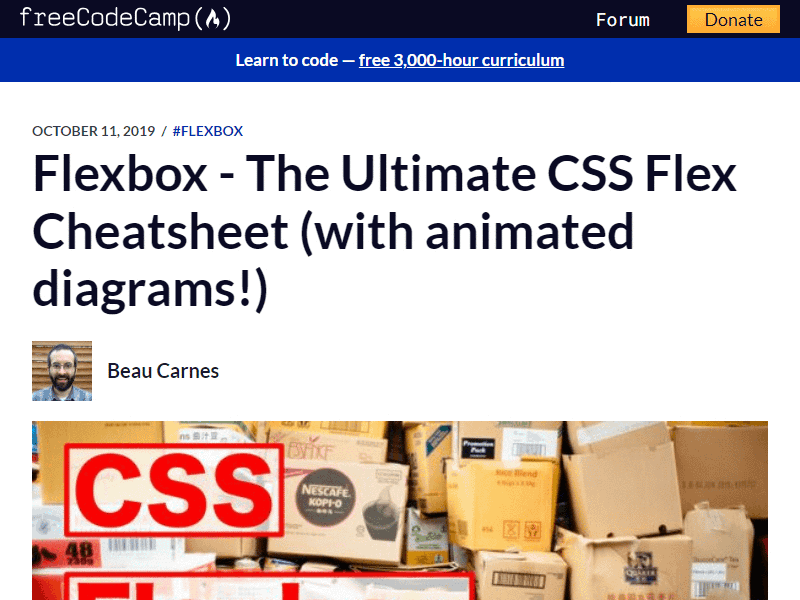 freeCodeCamp(🔥)
Forum
Donate
Learn to code — free 3,000-hour curriculum
OCTOBER 11, 2019 / #FLEXBOX
Flexbox - The Ultimate CSS Flex
Cheatsheet (with animated
diagrams!)
Beau Carnes
CSS
NESCAFÉ.
KOPI-O
Promotion
Pack
48
QUAKER